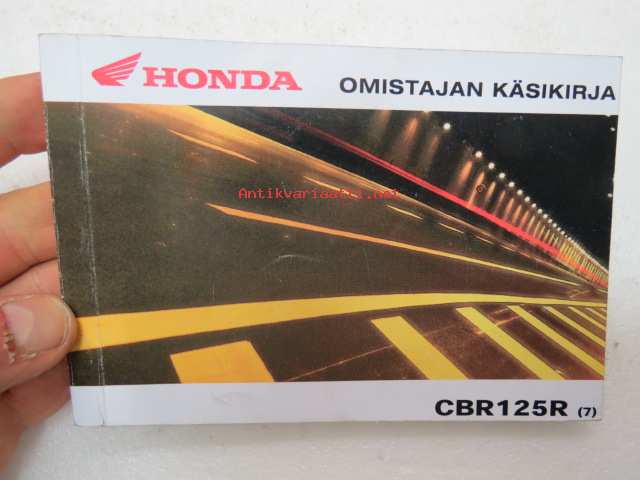 HONDA OMISTAJAN KÄSIKIRJA
Antikvariaatti.net
CBR125R (7)